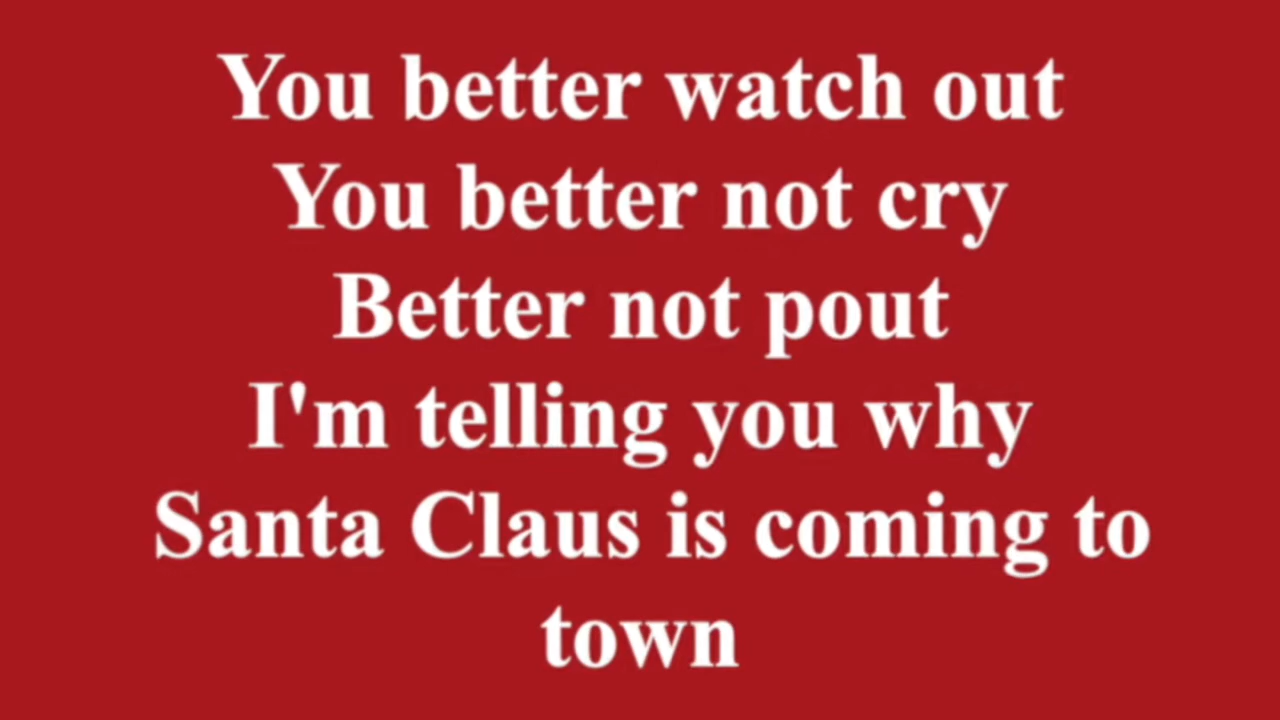 You better watch out
You better not cry
Better not pout
I'm telling you why
Santa Claus is coming to
town